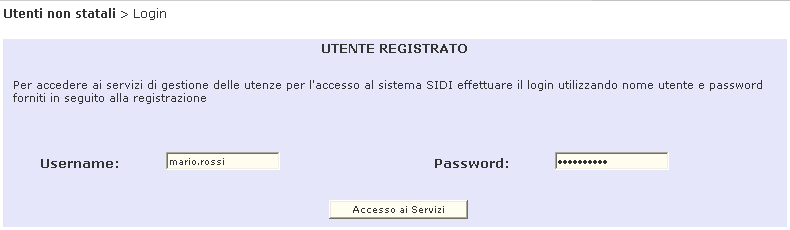 Utenti non statali > Login
UTENTE REGISTRATO
Per accedere ai servizi di gestione delle utenze per l'accesso al sistema SIDI effettuare il login utilizzando nome utente e password
forniti in seguito alla registrazione
Username: mario.rossi Password: ••••••••••
Accesso ai Servizi